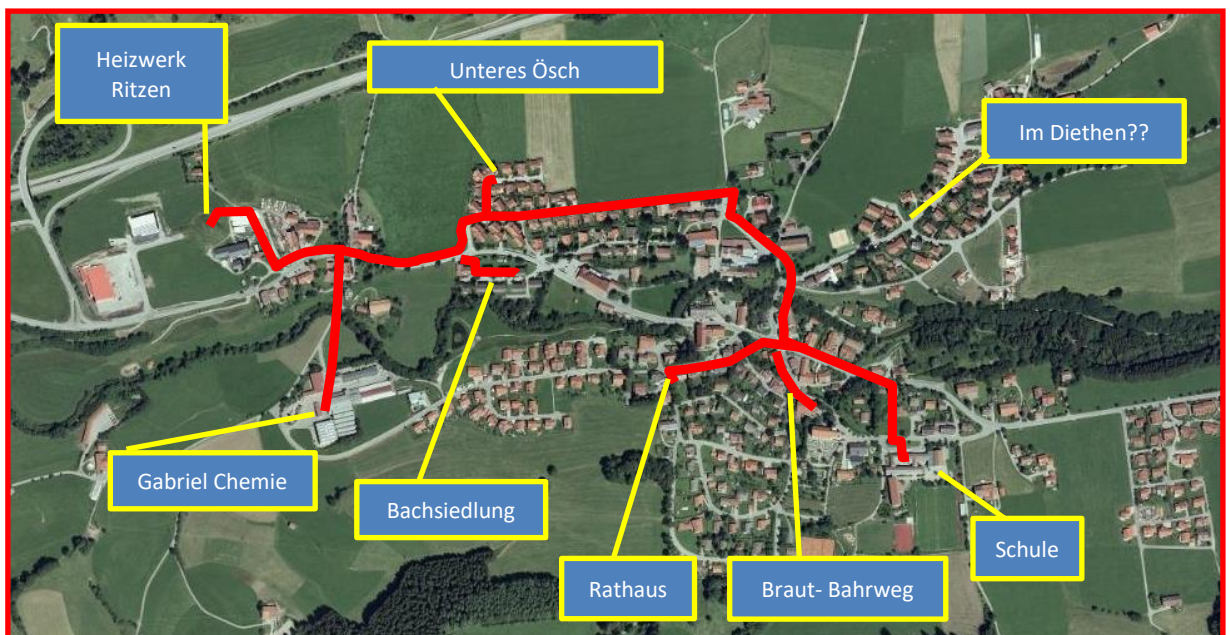 Heizwerk
Ritzen
Unteres Ösch
Im Diethen??
Gabriel Chemie
Bachsiedlung
Rathaus
Braut- Bahrweg
Schule